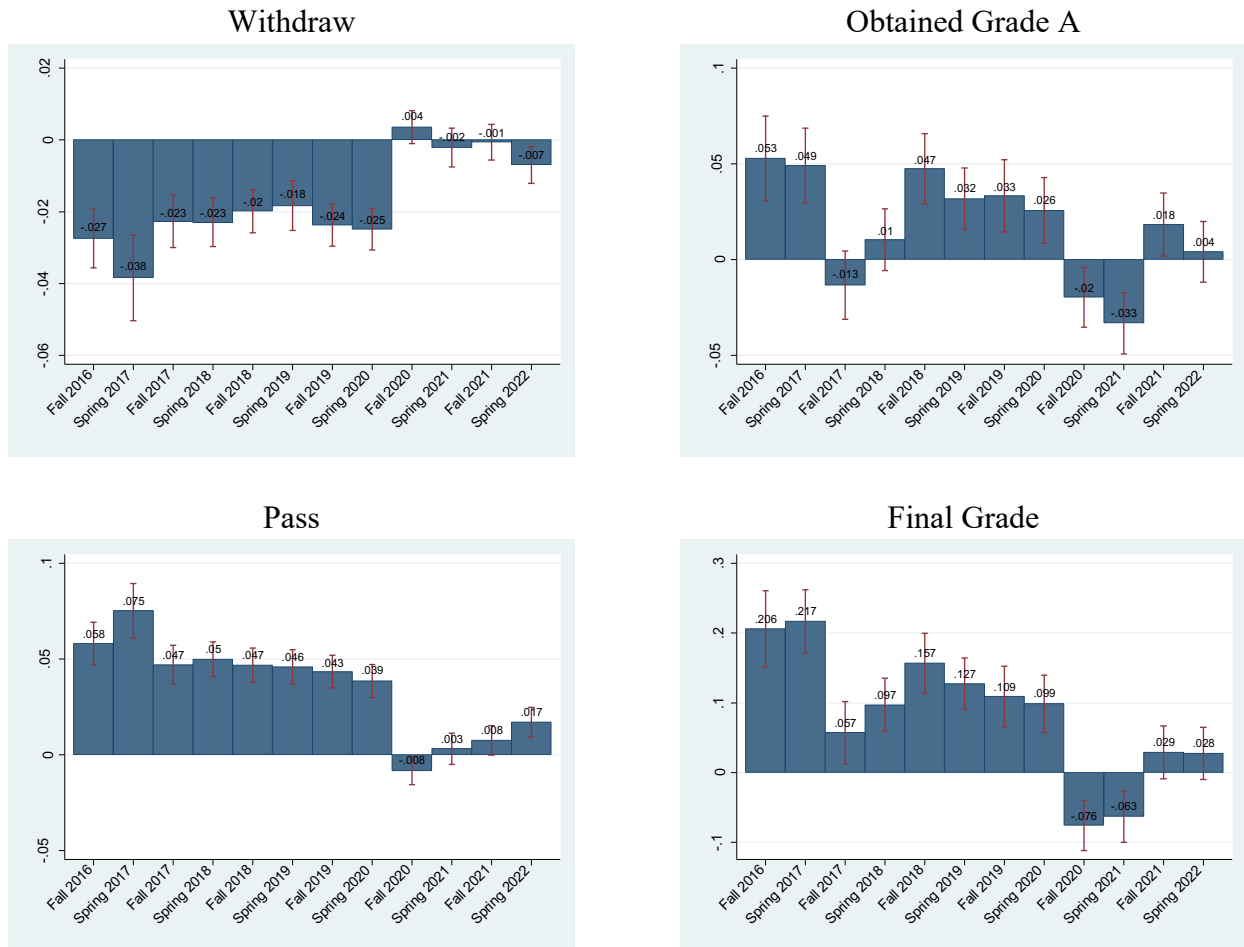 Withdraw
.02
0
-.02
-.04
-.06
-.027
-.038
-.023
-.023
-.02
-.018
-.024
-.025
.004
-.002
-.001
-.007
Fall 2016
Spring 2017
Fall 2017
Spring 2018
Fall 2018
Spring 2019
Fall 2019
Spring 2020
Fall 2020
Spring 2021
Fall 2021
Spring 2022
Obtained Grade A
.1
.05
0
-.05
.053
.049
-.013
.01
.047
.032
.033
.026
-.02
-.033
.018
.004
Fall 2016
Spring 2017
Fall 2017
Spring 2018
Fall 2018
Spring 2019
Fall 2019
Spring 2020
Fall 2020
Spring 2021
Fall 2021
Spring 2022
Pass
.1
.05
0
-.05
.058
.075
.047
.05
.047
.046
.043
.039
-.008
.003
.008
.017
Fall 2016
Spring 2017
Fall 2017
Spring 2018
Fall 2018
Spring 2019
Fall 2019
Spring 2020
Fall 2020
Spring 2021
Fall 2021
Spring 2022
Final Grade
.3
.2
.1
0
-.1
.206
.217
.057
.097
.157
.127
.109
.099
-.076
-.063
.029
.028
Fall 2016
Spring 2017
Fall 2017
Spring 2018
Fall 2018
Spring 2019
Fall 2019
Spring 2020
Fall 2020
Spring 2021
Fall 2021
Spring 2022